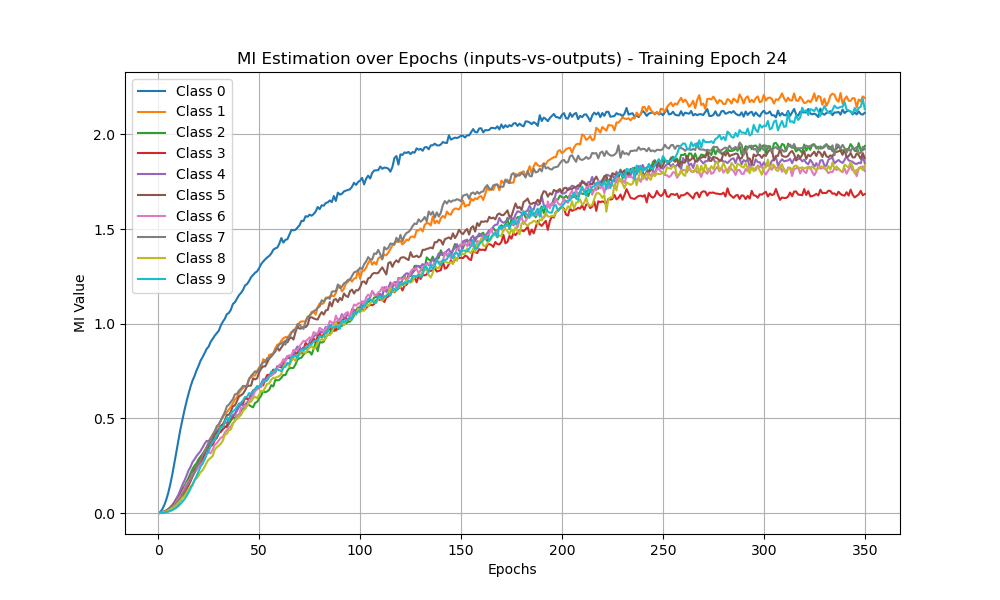 MI Estimation over Epochs (inputs-vs-outputs) - Training Epoch 24
Class 0
Class 1
Class 2
Class 3
Class 4
Class 5
Class 6
Class 7
Class 8
Class 9
MI Value
2.0
1.5
1.0
0.5
0.0
0 50 100 150 200 250 300 350
Epochs